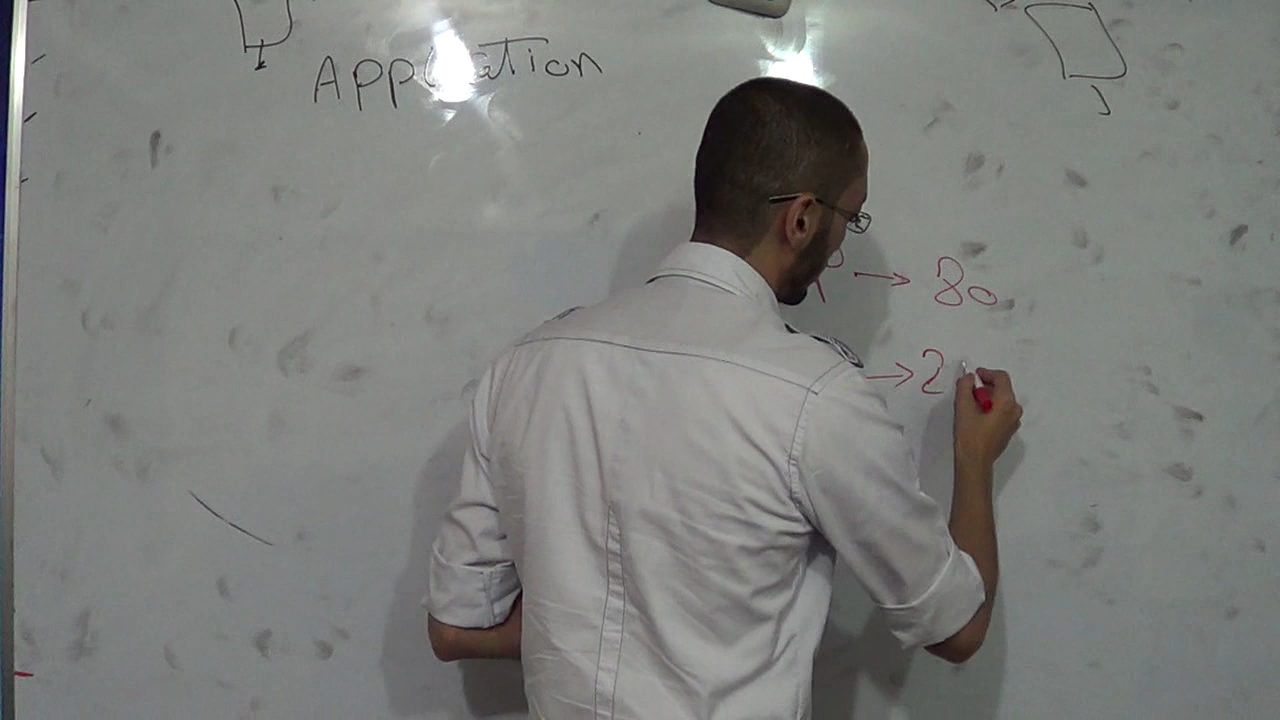 Application
→ 80
→ 2